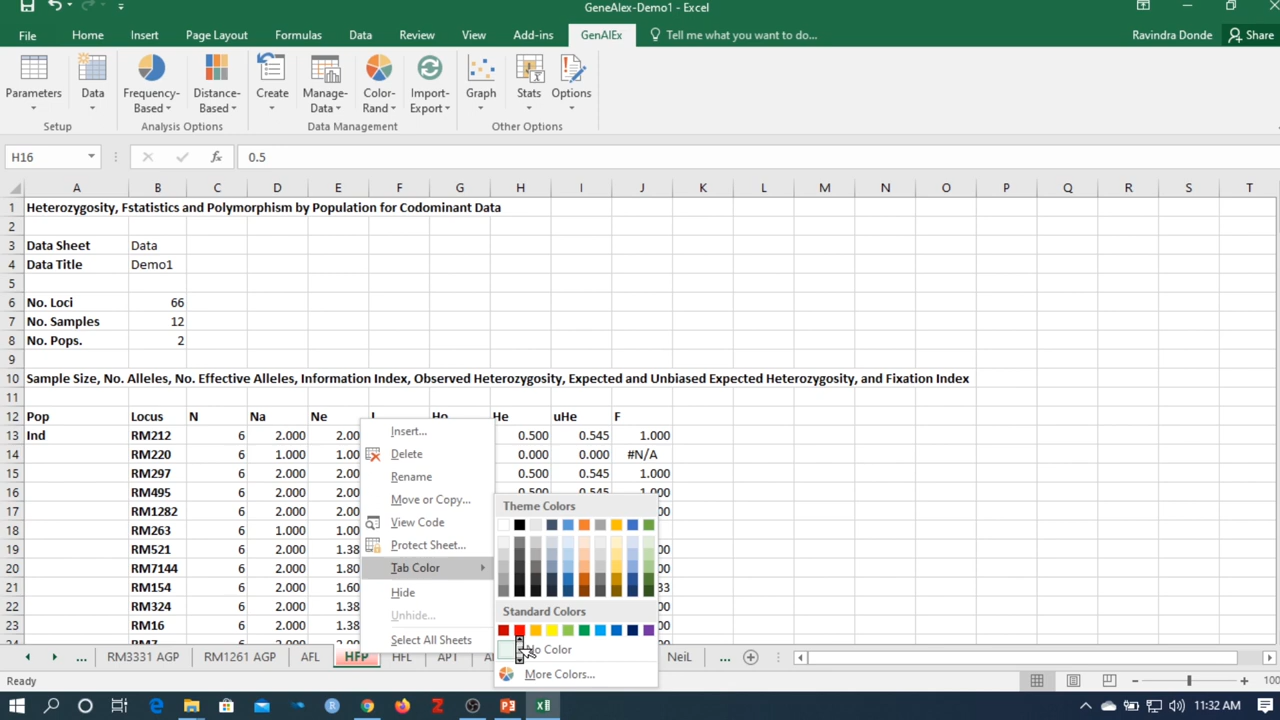 GeneAlex-Demo1 - Excel
File Home Insert Page Layout Formulas Data Review View Add-ins GenAlEx Tell me what you want to do... Ravindra Donde Share
Parameters Data Frequency-Based Distance-Based Create Manage-Data Color-Rand Import-Export Graph Stats Options
Setup Analysis Options Data Management Other Options
H16 fx 0.5
A B C D E F G H I J K L M N O P Q R S T
1 Heterozygosity, Fstatistics and Polymorphism by Population for Codominant Data
2
3 Data Sheet Data
4 Data Title Demo1
5
6 No. Loci 66
7 No. Samples 12
8 No. Pops. 2
9
10 Sample Size, No. Alleles, No. Effective Alleles, Information Index, Observed Heterozygosity, Expected and Unbiased Expected Heterozygosity, and Fixation Index
11
12 Pop Locus N Na Ne I Ho He uHe F
13 Ind RM212 6 2.000 2.00 0.500 0.545 1.000
14 RM220 6 1.000 1.00 0.000 0.000 #N/A
15 RM297 6 2.000 2.00 0.500 0.545 1.000
16 RM495 6 2.000 2.00 0.500 0.545 1.000
17 RM1282 6 2.000 2.00
18 RM263 6 1.000 1.00
19 RM521 6 2.000 1.38
20 RM7144 6 2.000 1.80
21 RM154 6 2.000 1.60
22 RM324 6 2.000 1.38
23 RM16 6 2.000 1.38
24 RM7 6 2.000
Insert...
Delete
Rename
Move or Copy...
View Code
Protect Sheet...
Tab Color
Hide
Unhide...
Select All Sheets
Theme Colors
Standard Colors
No Color
More Colors...
... RM3331 AGP RM1261 AGP AFL HFP HFL APT NeiL ...
Ready 100
11:32 AM